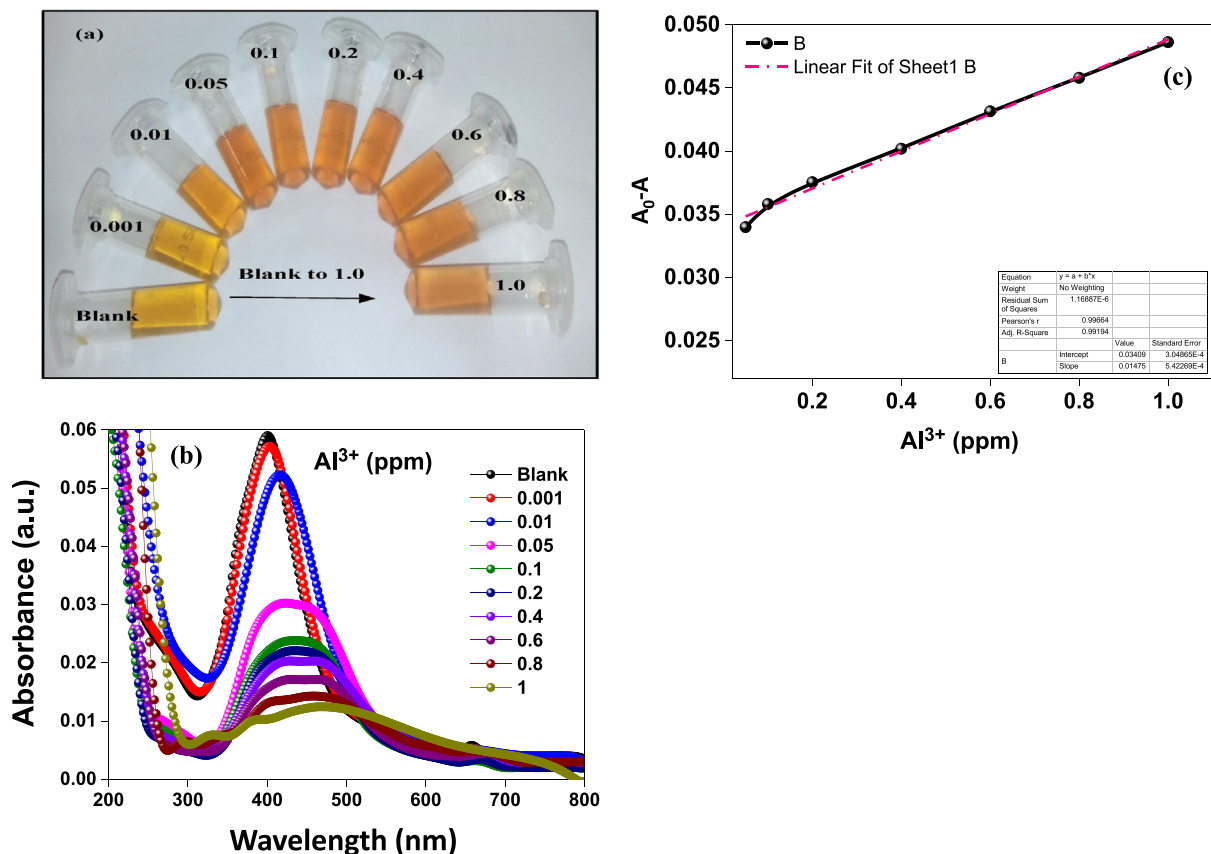 (a)
0.1
0.2
0.05
0.4
0.01
0.6
0.001
0.8
Blank to 1.0
Blank
1.0
0.050
0.045
0.040
0.035
0.030
0.025
A₀-A
B
Linear Fit of Sheet1 B
(c)
Equation y = a + b*x
Weight No Weighting
Residual Sum of Squares 1.16887E-6
Pearson's r 0.99664
Adj. R-Square 0.99194
Value Standard Error
B Intercept 0.03409 3.04865E-4
Slope 0.01475 5.42269E-4
0.2 0.4 0.6 0.8 1.0
Al³⁺ (ppm)
0.06
0.05
0.04
0.03
0.02
0.01
0.00
Absorbance (a.u.)
(b)
Al³⁺ (ppm)
Blank
0.001
0.01
0.05
0.1
0.2
0.4
0.6
0.8
1
200 300 400 500 600 700 800
Wavelength (nm)